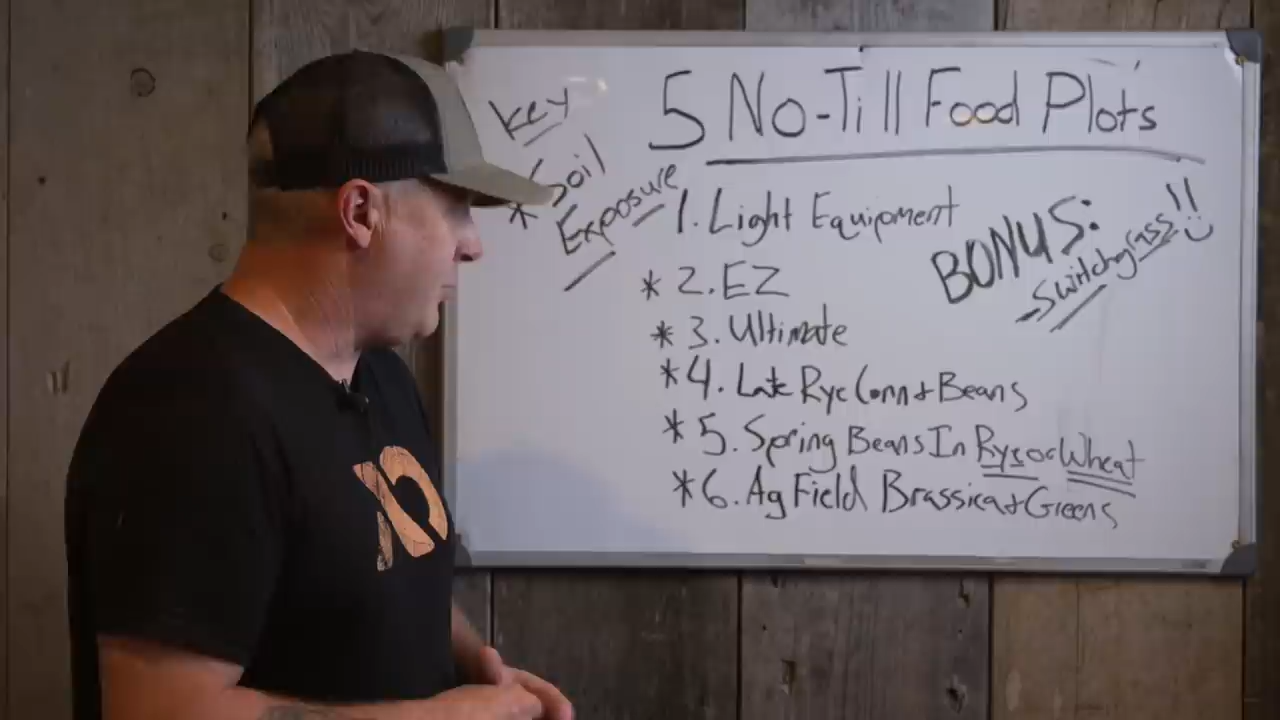 5 No-Till Food Plots
Key
* Soil
Exposure
1. Light Equipment
* 2. EZ
* 3. Ultimate
* 4. Late Rye Corn + Beans
* 5. Spring Beans In Rye or Wheat
* 6. Ag Field Brassica + Greens
BONUS:
- Switchgrass!!